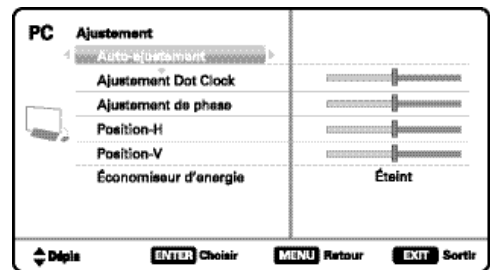 PC Ajustement
Auto-ajustement
Ajustement Dot Clock
Ajustement de phase
Position-H
Position-V
Économiseur d'energie Éteint
Dépla ENTER Choisir MENU Retour EXIT Sortir